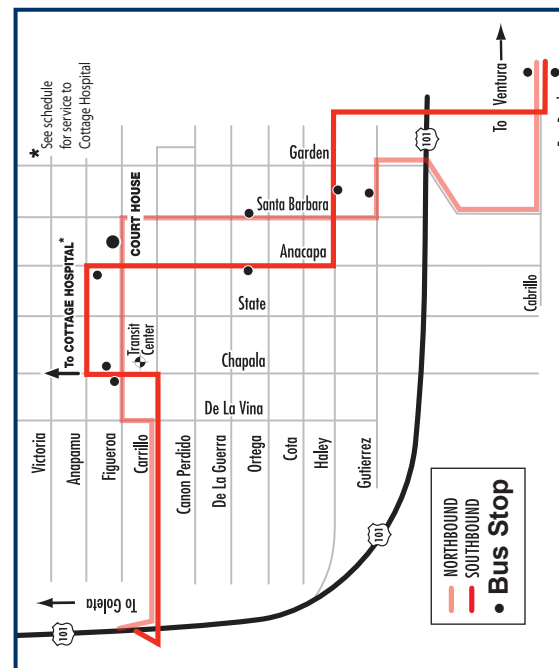 *
See schedule
for service to
Cottage Hospital
To Ventura
To COTTAGE HOSPITAL*
COURT HOUSE
Garden
Santa Barbara
Anacapa
State
Transit
Center
Chapala
De La Vina
Cabrillo
Victoria
Anapamu
Figueroa
Carrillo
Canon Perdido
De La Guerra
Ortega
Cota
Haley
Gutierrez
101
101
101
To Goleta
NORTHBOUND
SOUTHBOUND
Bus Stop